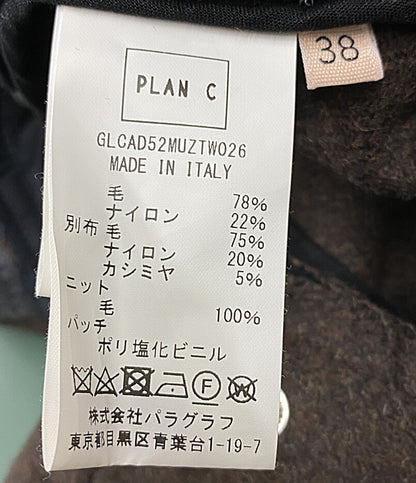 38
PLAN C
GLCAD52MUZTW026
MADE IN ITALY
毛 78%
ナイロン 22%
別布 毛 75%
ナイロン 20%
カシミヤ 5%
ニット
毛 100%
パッチ
ポリ塩化ビニル
F W
株式会社パラグラフ
東京都目黒区青葉台1-19-7